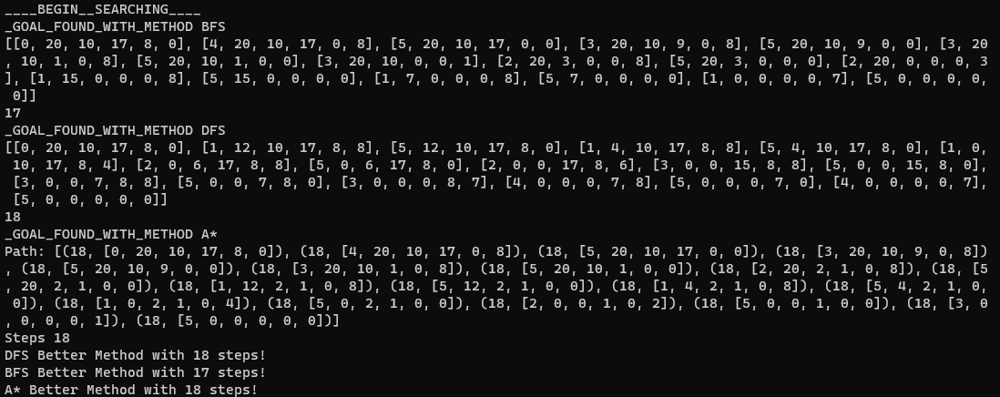 ____BEGIN__SEARCHING____
_GOAL_FOUND_WITH_METHOD BFS
[[0, 20, 10, 17, 8, 0], [4, 20, 10, 17, 0, 8], [5, 20, 10, 17, 0, 0], [3, 20, 10, 9, 0, 8], [5, 20, 10, 9, 0, 0], [3, 20
, 10, 1, 0, 8], [5, 20, 10, 1, 0, 0], [3, 20, 10, 0, 0, 1], [2, 20, 3, 0, 0, 8], [5, 20, 3, 0, 0, 0], [2, 20, 0, 0, 0, 3
], [1, 15, 0, 0, 0, 8], [5, 15, 0, 0, 0, 0], [1, 7, 0, 0, 0, 8], [5, 7, 0, 0, 0, 0], [1, 0, 0, 0, 0, 7], [5, 0, 0, 0, 0,
 0]]
17
_GOAL_FOUND_WITH_METHOD DFS
[[0, 20, 10, 17, 8, 0], [1, 12, 10, 17, 8, 8], [5, 12, 10, 17, 8, 0], [1, 4, 10, 17, 8, 8], [5, 4, 10, 17, 8, 0], [1, 0,
 10, 17, 8, 4], [2, 0, 6, 17, 8, 8], [5, 0, 6, 17, 8, 0], [2, 0, 0, 17, 8, 6], [3, 0, 0, 15, 8, 8], [5, 0, 0, 15, 8, 0],
[3, 0, 0, 7, 8, 8], [5, 0, 0, 7, 8, 0], [3, 0, 0, 0, 8, 7], [4, 0, 0, 0, 7, 8], [5, 0, 0, 0, 7, 0], [4, 0, 0, 0, 0, 7],
 [5, 0, 0, 0, 0, 0]]
18
_GOAL_FOUND_WITH_METHOD A*
Path: [(18, [0, 20, 10, 17, 8, 0]), (18, [4, 20, 10, 17, 0, 8]), (18, [5, 20, 10, 17, 0, 0]), (18, [3, 20, 10, 9, 0, 8])
, (18, [5, 20, 10, 9, 0, 0]), (18, [3, 20, 10, 1, 0, 8]), (18, [5, 20, 10, 1, 0, 0]), (18, [2, 20, 2, 1, 0, 8]), (18, [5
, 20, 2, 1, 0, 0]), (18, [1, 12, 2, 1, 0, 8]), (18, [5, 12, 2, 1, 0, 0]), (18, [1, 4, 2, 1, 0, 8]), (18, [5, 4, 2, 1, 0,
 0]), (18, [1, 0, 2, 1, 0, 4]), (18, [5, 0, 2, 1, 0, 0]), (18, [2, 0, 0, 1, 0, 2]), (18, [5, 0, 0, 1, 0, 0]), (18, [3, 0
, 0, 0, 0, 1]), (18, [5, 0, 0, 0, 0, 0])]
Steps 18
DFS Better Method with 18 steps!
BFS Better Method with 17 steps!
A* Better Method with 18 steps!